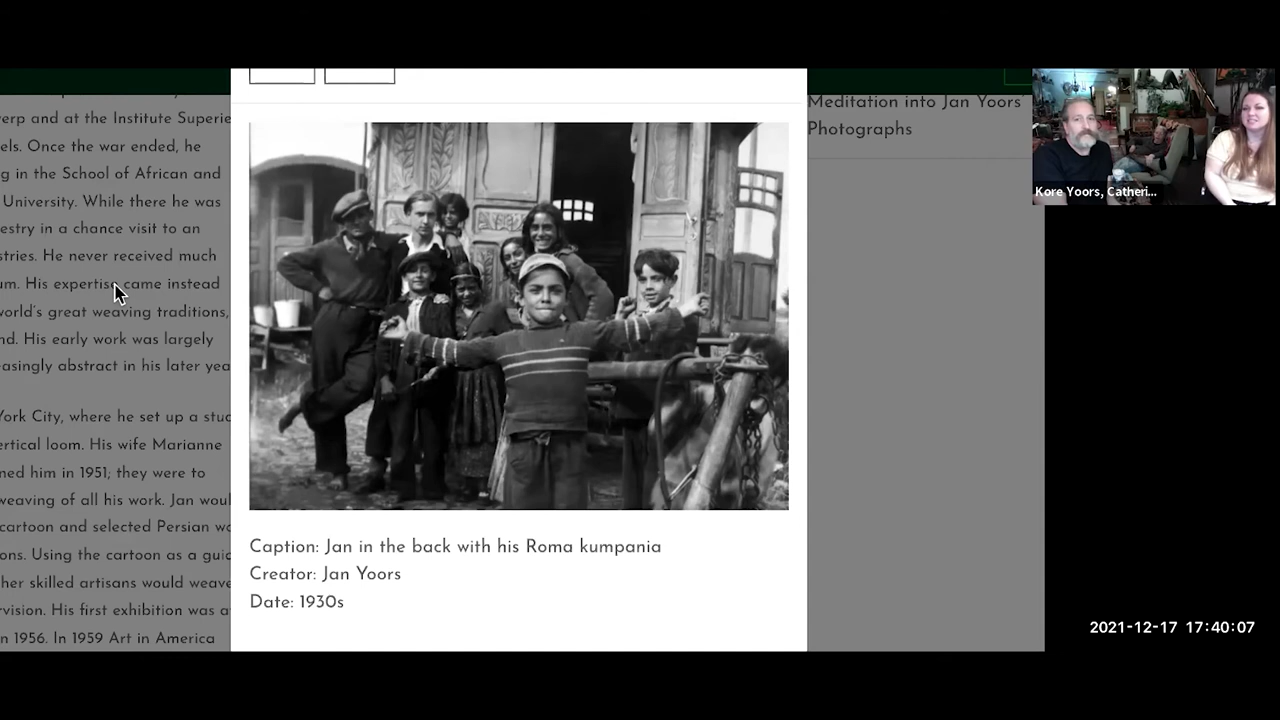 verp and at the Institute Superie
els. Once the war ended, he
g in the School of African and
University. While there he was
estry in a chance visit to an
stries. He never received much
um. His expertise came instead
world's great weaving traditions,
nd. His early work was largely
easingly abstract in his later yea
York City, where he set up a stud
ertical loom. His wife Marianne
ned him in 1951; they were to
weaving of all his work. Jan woul
cartoon and selected Persian wo
ons. Using the cartoon as a guid
her skilled artisans would weave
rvision. His first exhibition was a
n 1956. In 1959 Art in America
Caption: Jan in the back with his Roma kumpania
Creator: Jan Yoors
Date: 1930s
Meditation into Jan Yoors'
Photographs
Kore Yoors, Catheri...
2021-12-17 17:40:07